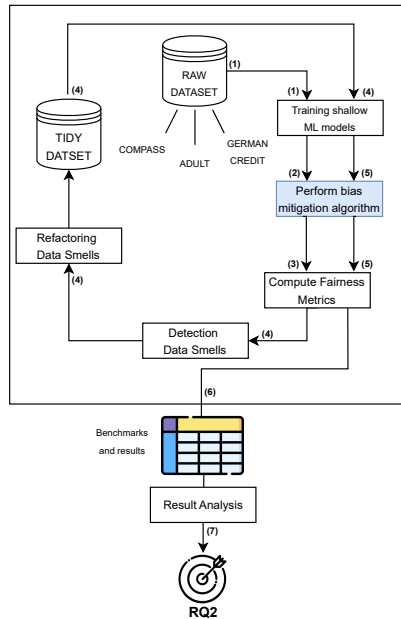 (4)
(1)
(1)
(4)
RAW
DATASET
TIDY
DATSET
COMPASS
ADULT
GERMAN
CREDIT
Training shallow
ML models
(2)
(5)
Perform bias
mitigation algorithm
(3)
(5)
Refactoring
Data Smells
(4)
Compute Fairness
Metrics
Detection
Data Smells
(4)
(6)
Benchmarks
and results
Result Analysis
(7)
RQ2